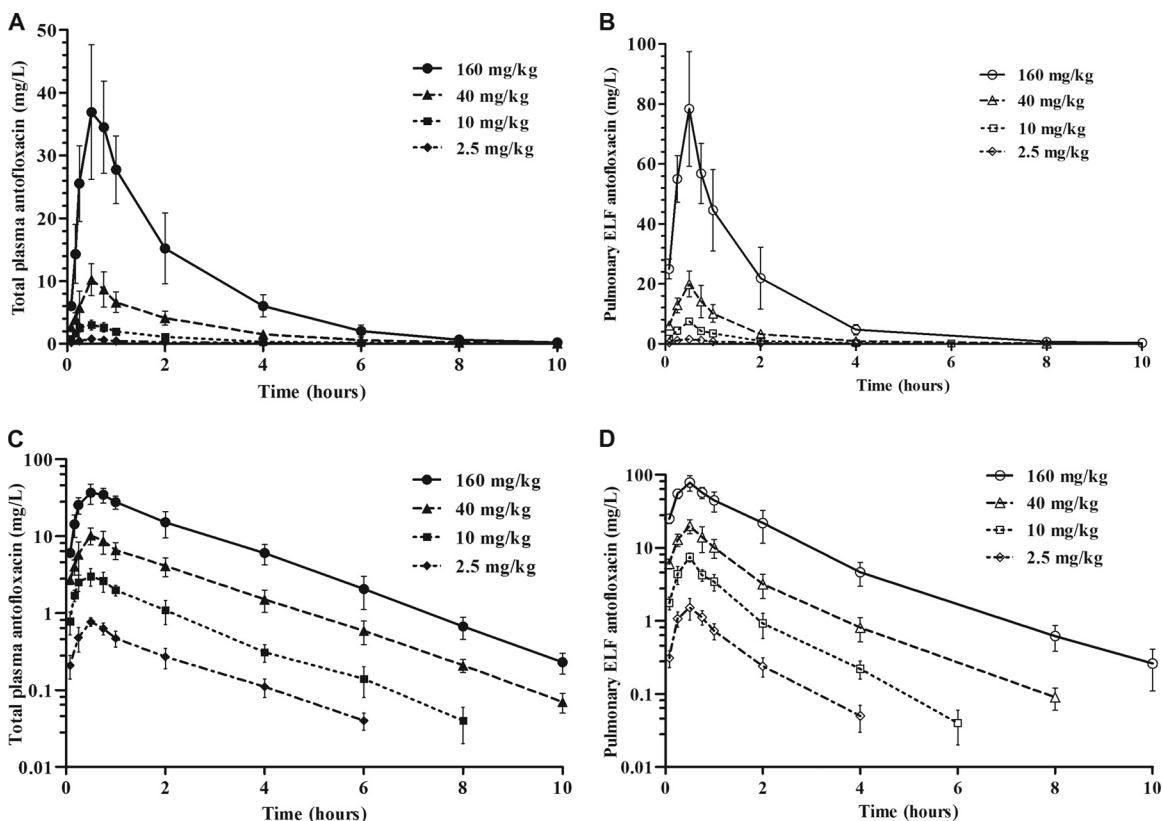 A
Total plasma antofloxacin (mg/L)
50
40
30
20
10
0
0 2 4 6 8 10
Time (hours)
160 mg/kg
40 mg/kg
10 mg/kg
2.5 mg/kg
B
Pulmonary ELF antofloxacin (mg/L)
100
80
60
40
20
0
0 2 4 6 8 10
Time (hours)
160 mg/kg
40 mg/kg
10 mg/kg
2.5 mg/kg
C
Total plasma antofloxacin (mg/L)
100
10
1
0.1
0.01
0 2 4 6 8 10
Time (hours)
160 mg/kg
40 mg/kg
10 mg/kg
2.5 mg/kg
D
Pulmonary ELF antofloxacin (mg/L)
100
10
1
0.1
0.01
0 2 4 6 8 10
Time (hours)
160 mg/kg
40 mg/kg
10 mg/kg
2.5 mg/kg